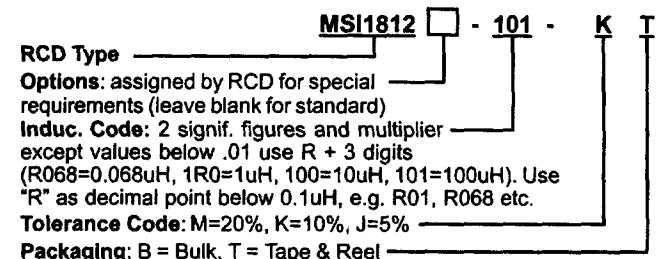 MSI1812 □ - 101 - K T
RCD Type
Options: assigned by RCD for special
requirements (leave blank for standard)
Induc. Code: 2 signif. figures and multiplier
except values below .01 use R + 3 digits
(R068=0.068uH, 1R0=1uH, 100=10uH, 101=100uH). Use
"R" as decimal point below 0.1uH, e.g. R01, R068 etc.
Tolerance Code: M=20%, K=10%, J=5%
Packaging: B = Bulk, T = Tape & Reel